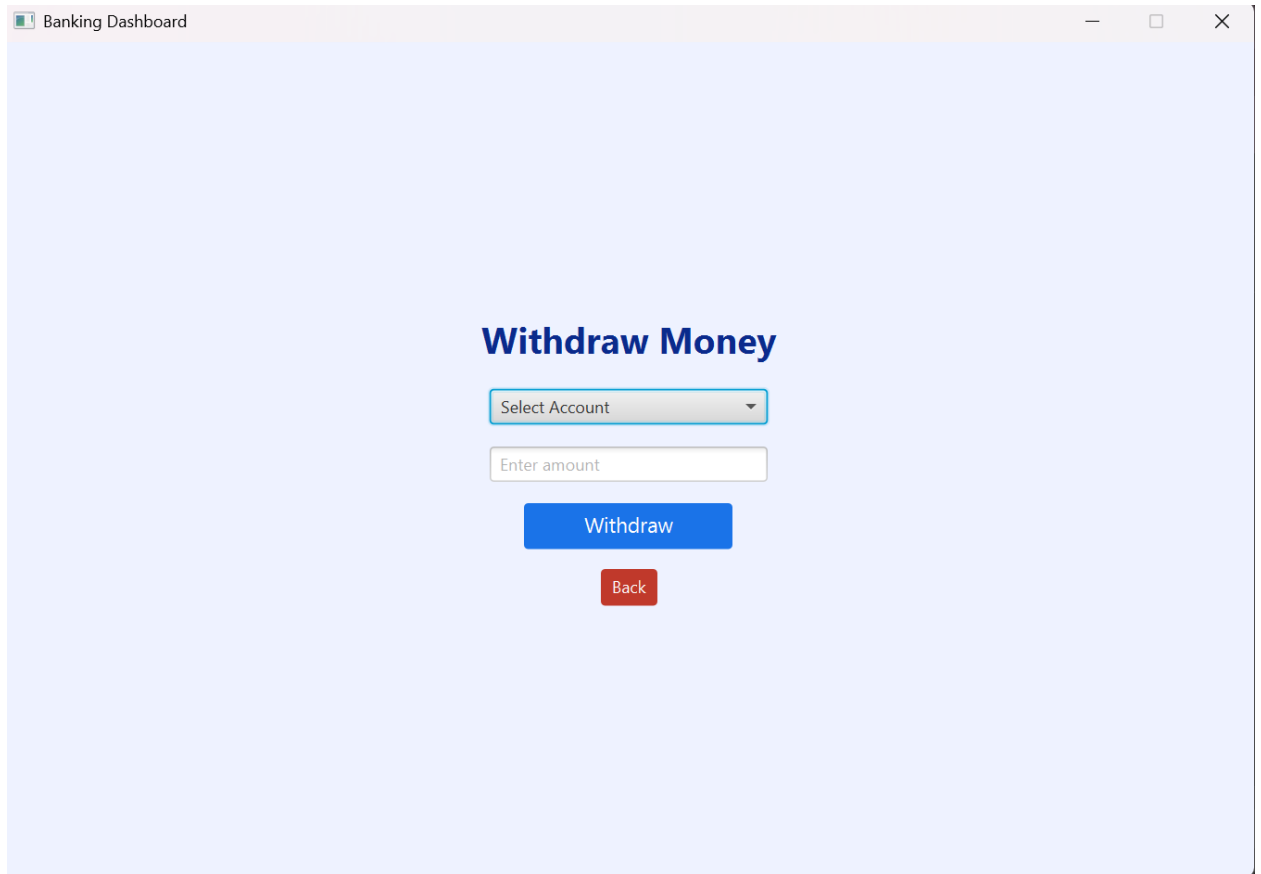 Banking Dashboard
Withdraw Money
Select Account
Enter amount
Withdraw
Back